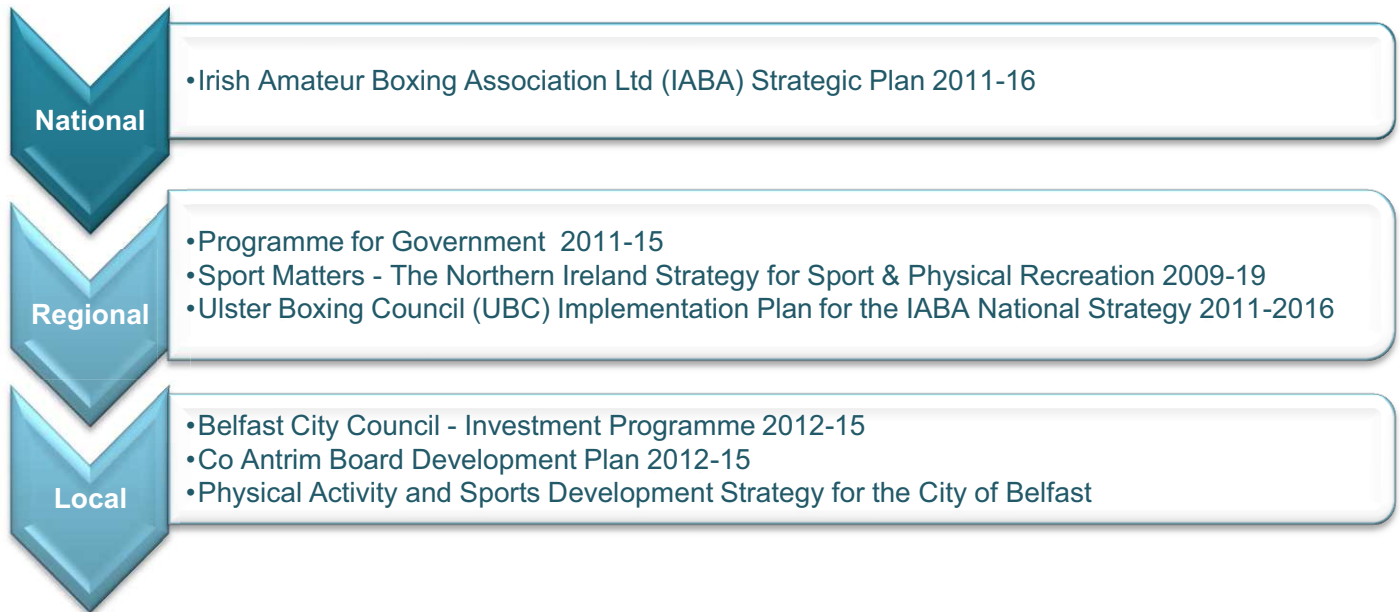 National
•Irish Amateur Boxing Association Ltd (IABA) Strategic Plan 2011-16
Regional
•Programme for Government 2011-15
•Sport Matters - The Northern Ireland Strategy for Sport & Physical Recreation 2009-19
•Ulster Boxing Council (UBC) Implementation Plan for the IABA National Strategy 2011-2016
Local
•Belfast City Council - Investment Programme 2012-15
•Co Antrim Board Development Plan 2012-15
•Physical Activity and Sports Development Strategy for the City of Belfast